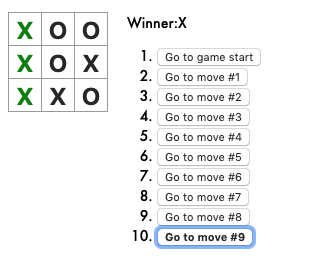 X O O
X O X
X X O
Winner:X
1. Go to game start
2. Go to move #1
3. Go to move #2
4. Go to move #3
5. Go to move #4
6. Go to move #5
7. Go to move #6
8. Go to move #7
9. Go to move #8
10. Go to move #9